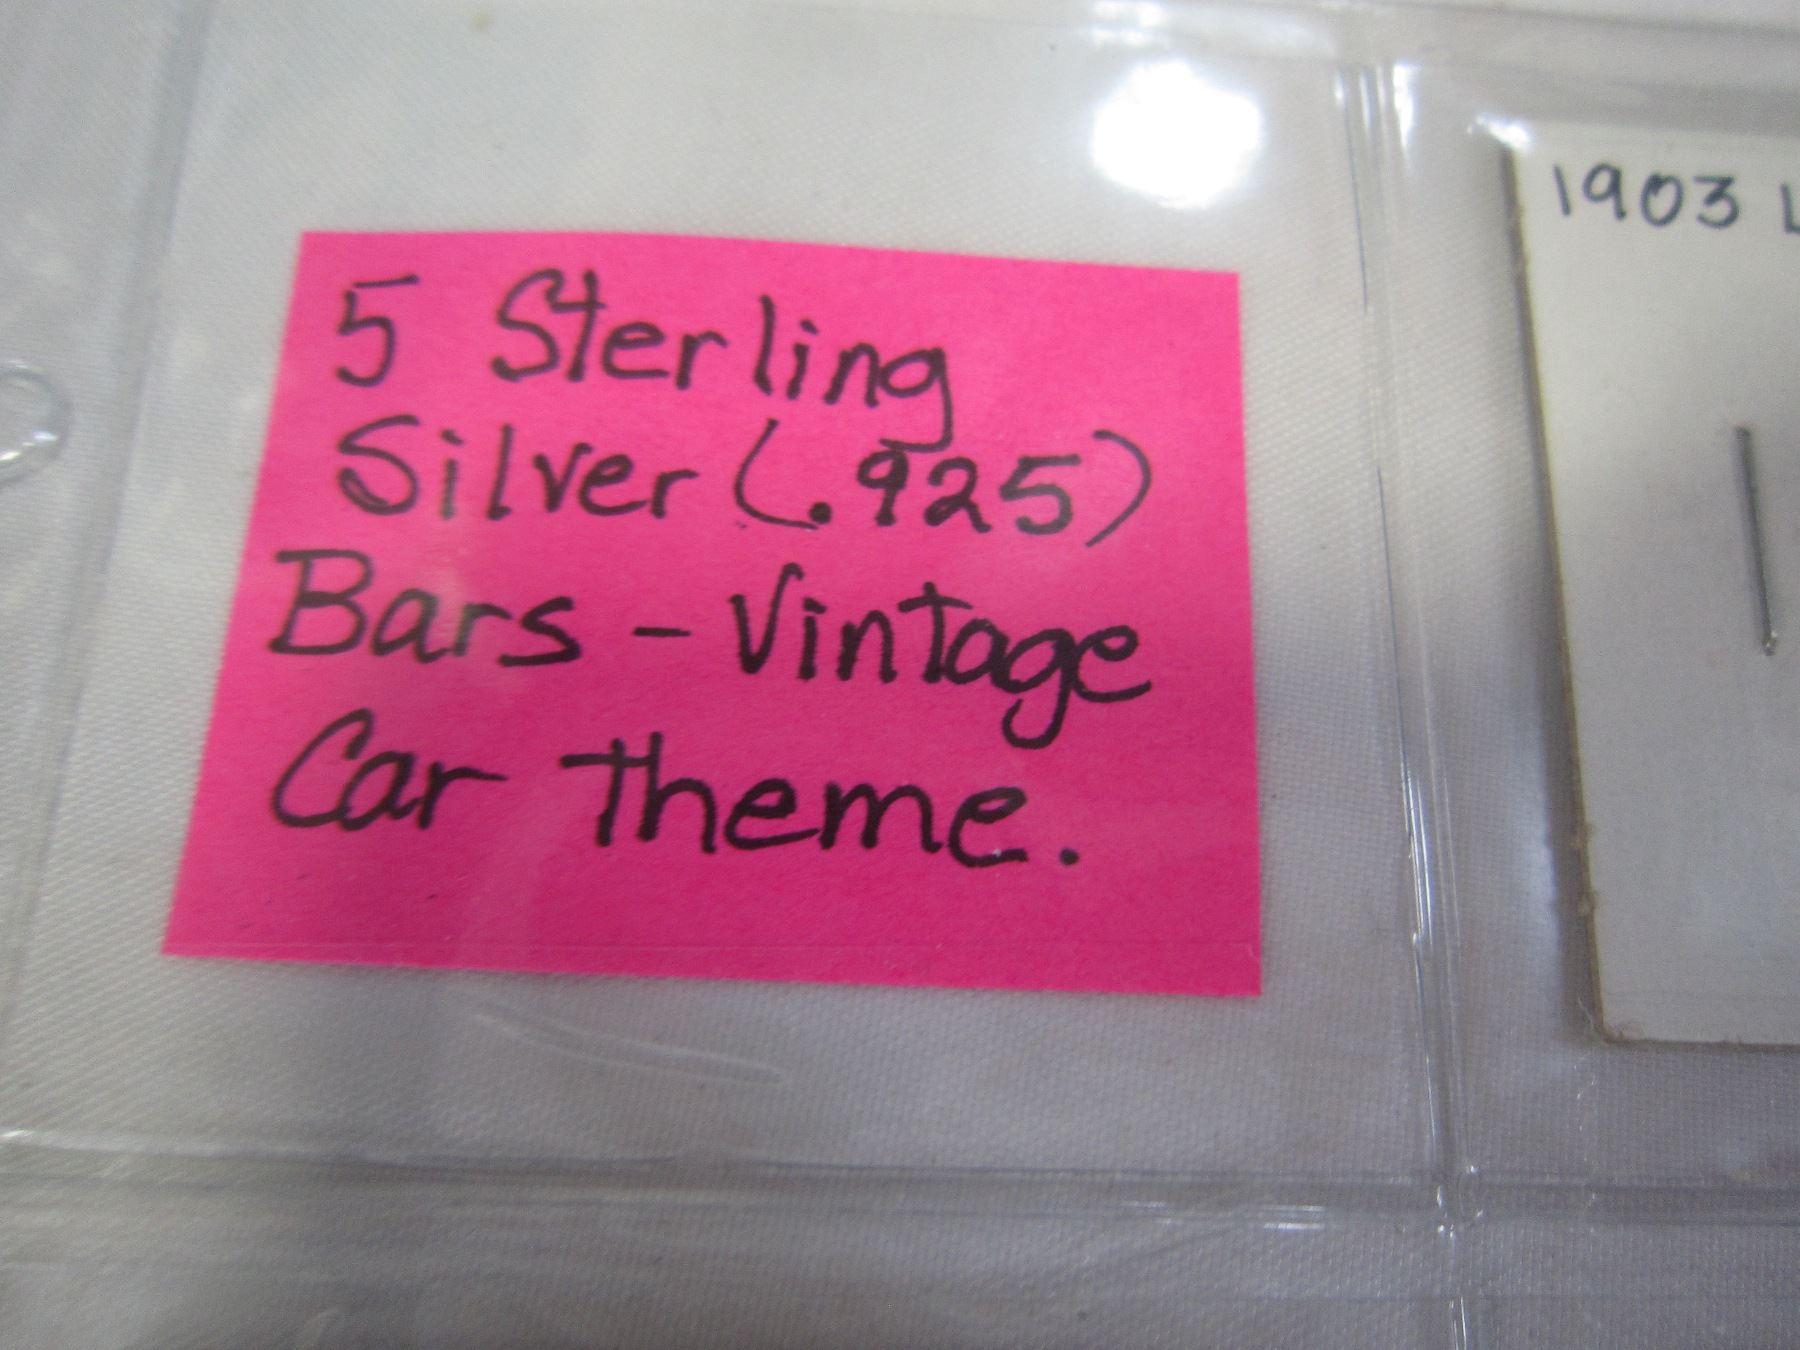 5 Sterling
Silver (.925)
Bars - Vintage
Car theme.
1903